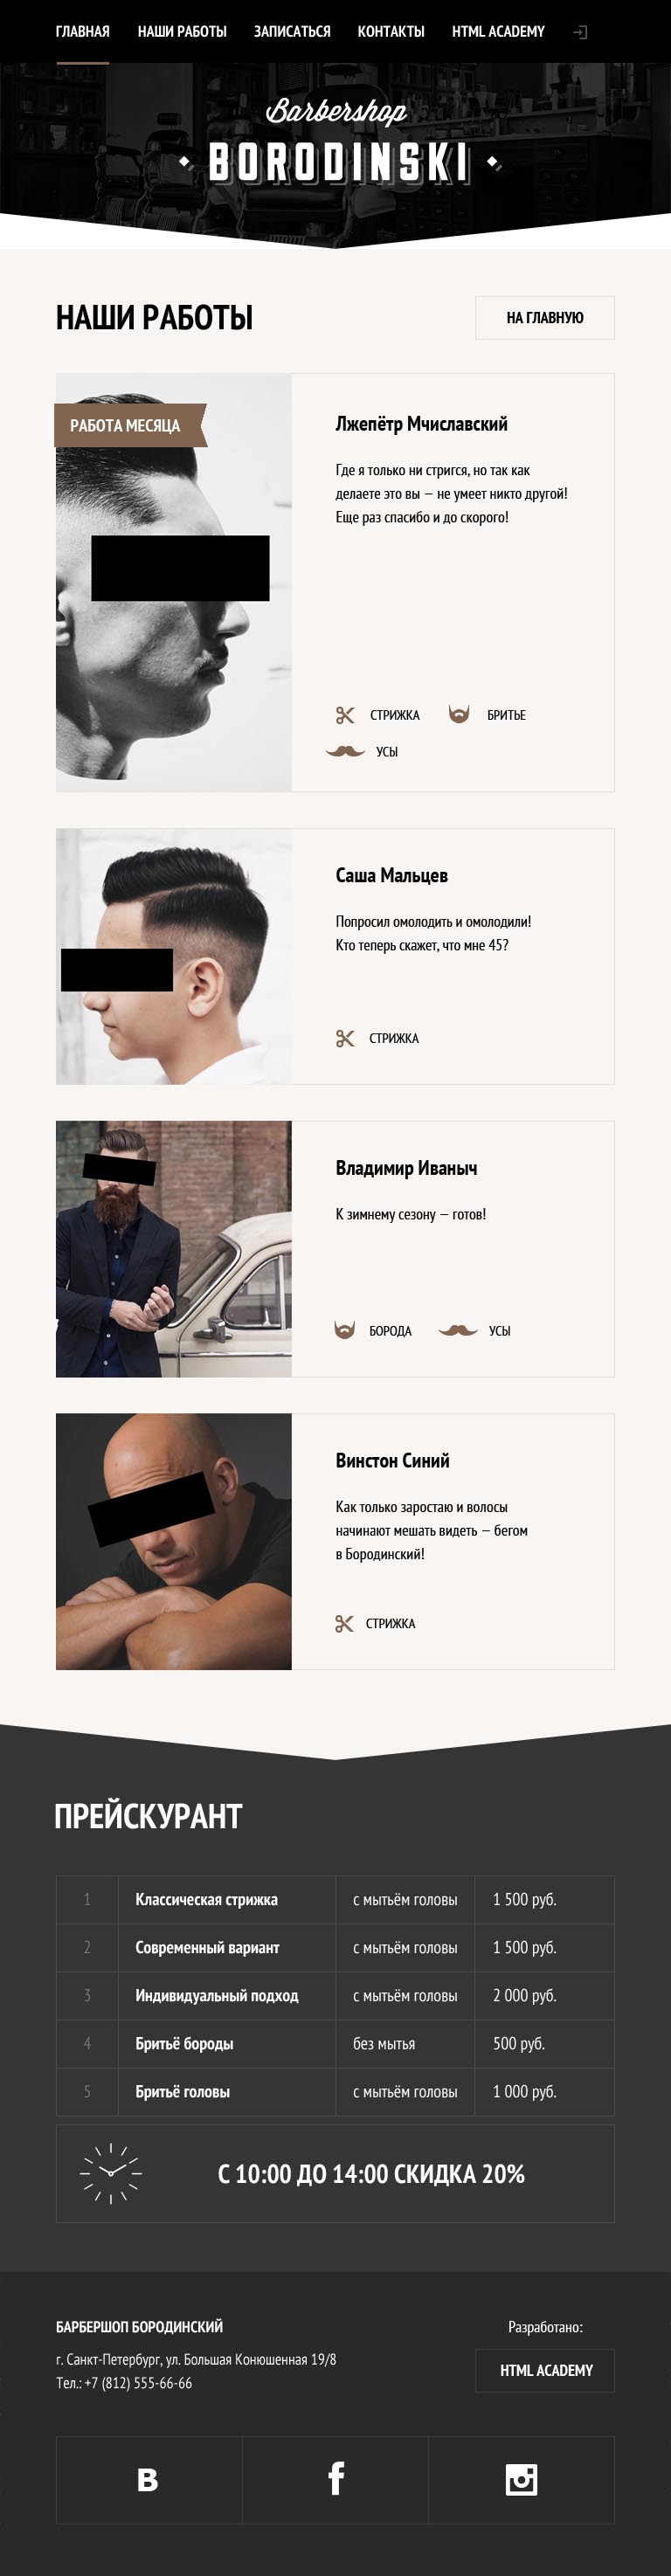 ГЛАВНАЯ НАШИ РАБОТЫ ЗАПИСАТЬСЯ КОНТАКТЫ HTML ACADEMY
Barbershop
BORODINSKI
НАШИ РАБОТЫ
НА ГЛАВНУЮ
РАБОТА МЕСЯЦА
Лжепётр Мчиславский
Где я только ни стригся, но так как
делаете это вы — не умеет никто другой!
Еще раз спасибо и до скорого!
СТРИЖКА БРИТЬЕ
УСЫ
Саша Мальцев
Попросил омолодить и омолодили!
Кто теперь скажет, что мне 45?
СТРИЖКА
Владимир Иваныч
К зимнему сезону — готов!
БОРОДА УСЫ
Винстон Синий
Как только заростаю и волосы
начинают мешать видеть — бегом
в Бородинский!
СТРИЖКА
ПРЕЙСКУРАНТ
1 Классическая стрижка с мытьём головы 1 500 руб.
2 Современный вариант с мытьём головы 1 500 руб.
3 Индивидуальный подход с мытьём головы 2 000 руб.
4 Бритьё бороды без мытья 500 руб.
5 Бритьё головы с мытьём головы 1 000 руб.
С 10:00 ДО 14:00 СКИДКА 20%
БАРБЕРШОП БОРОДИНСКИЙ
г. Санкт-Петербург, ул. Большая Конюшенная 19/8
Тел.: +7 (812) 555-66-66
Разработано:
HTML ACADEMY
В f